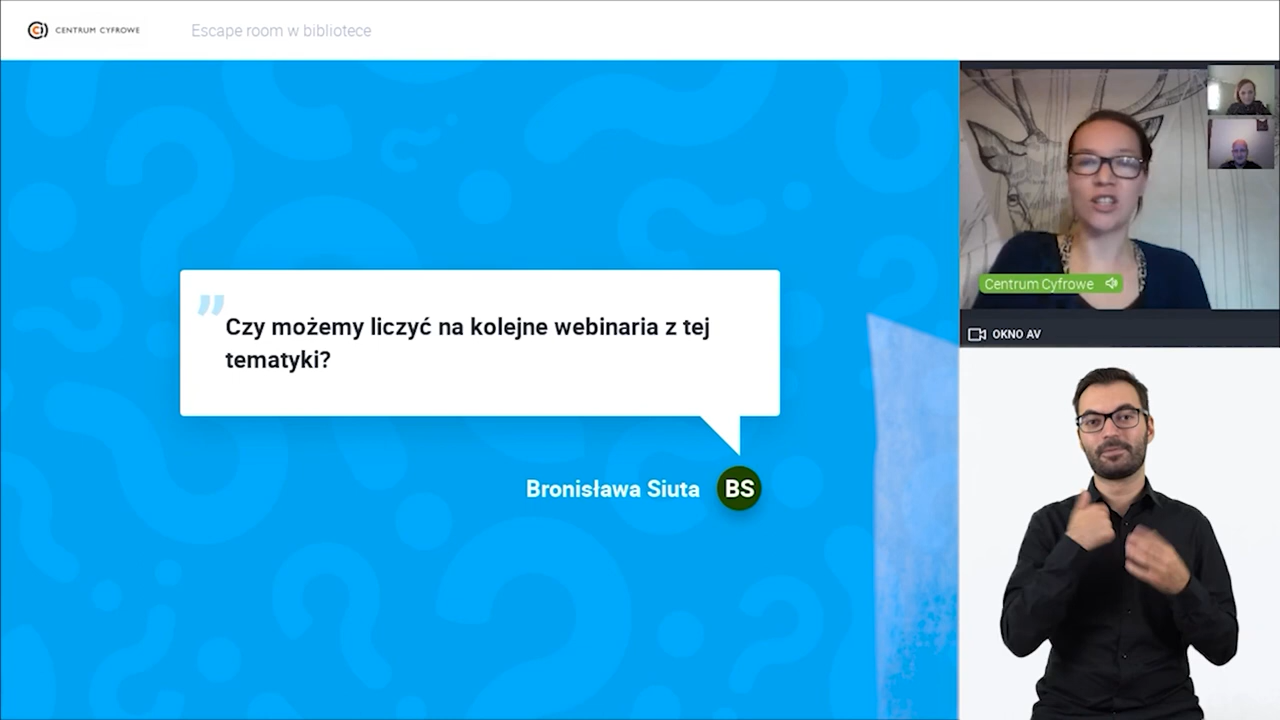 CENTRUM CYFROWE
Escape room w bibliotece
Czy możemy liczyć na kolejne webinaria z tej
tematyki?
Bronisława Siuta
BS
Centrum Cyfrowe
OKNO AV